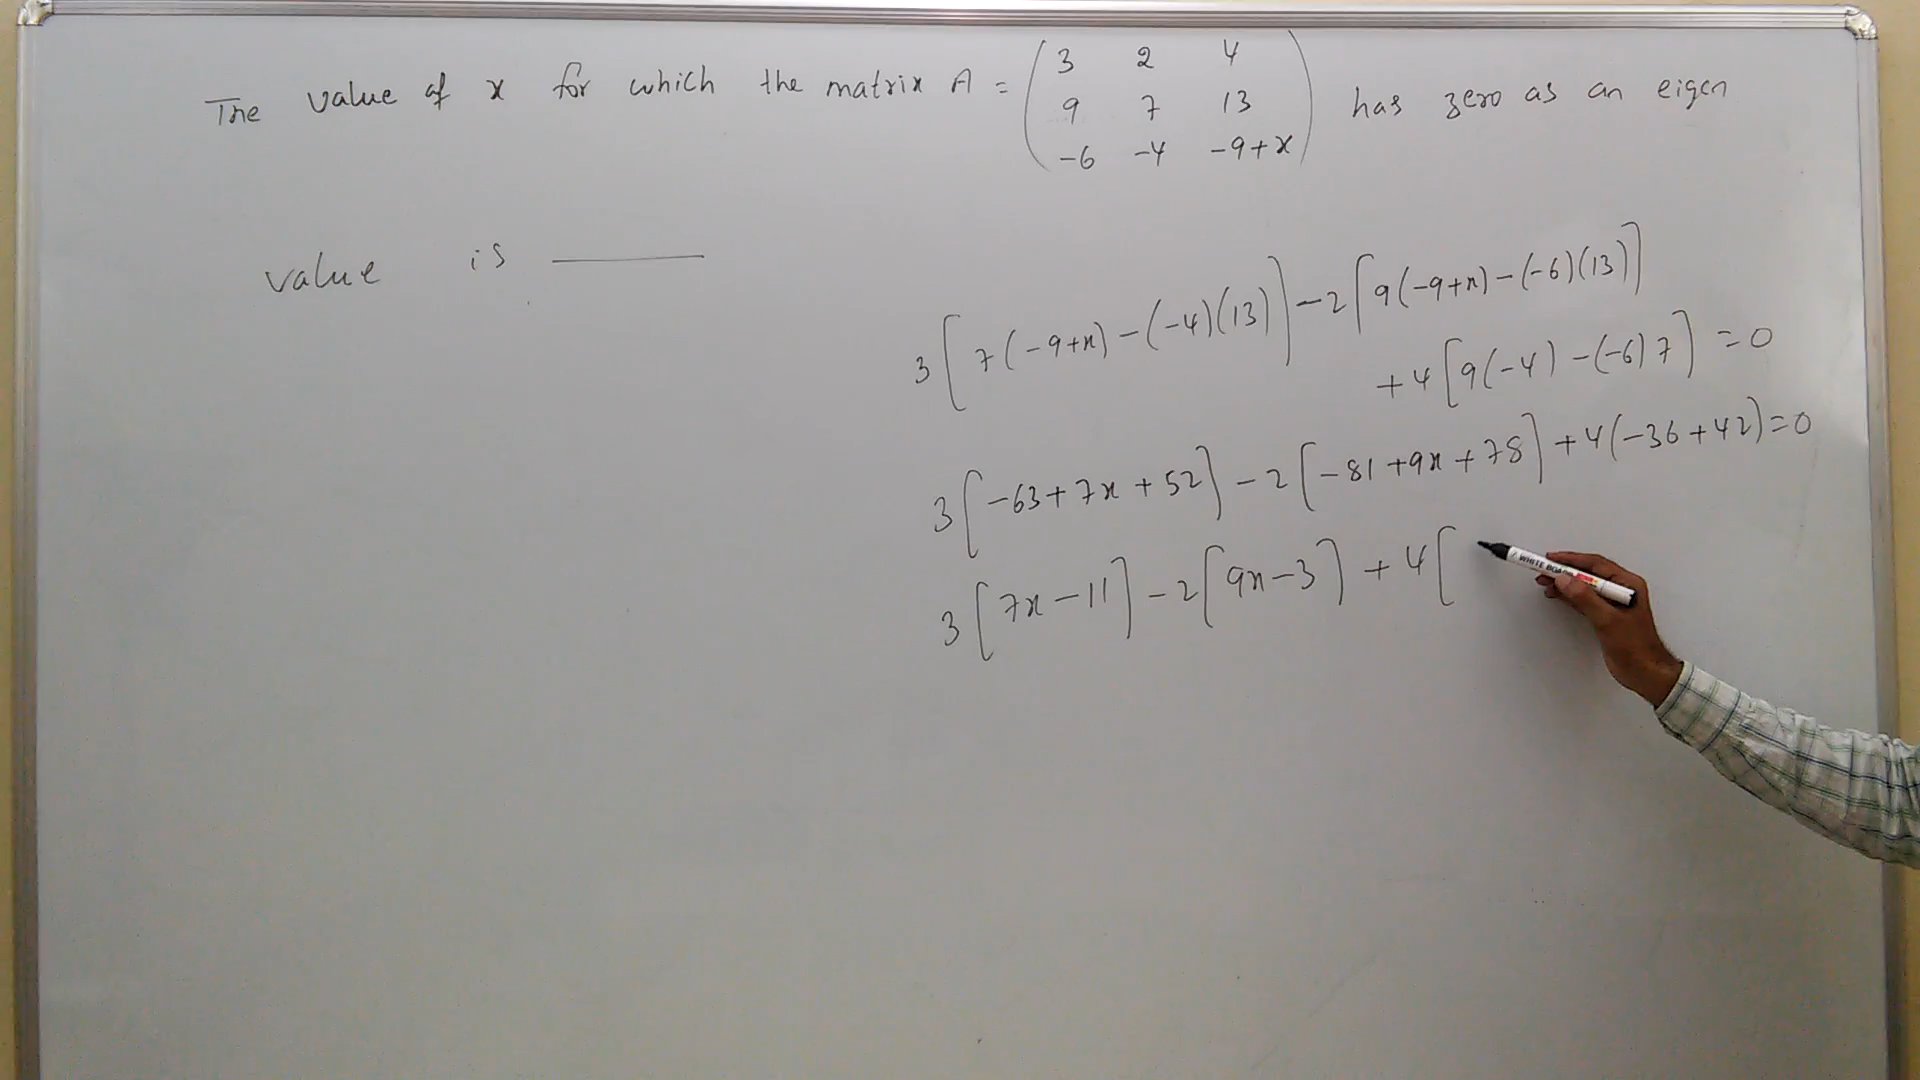 The value of x for which the matrix A = (3 2 4
9 7 13
-6 -4 -9+x) has zero as an eigen
value is ______
3[7(-9+x)-(-4)(13)]-2[9(-9+x)-(-6)(13)]
+4[9(-4)-(-6)7]=0
3[-63+7x+52]-2[-81+9x+78]+4(-36+42)=0
3[7x-11]-2[9x-3]+4[
WHITE BOARD